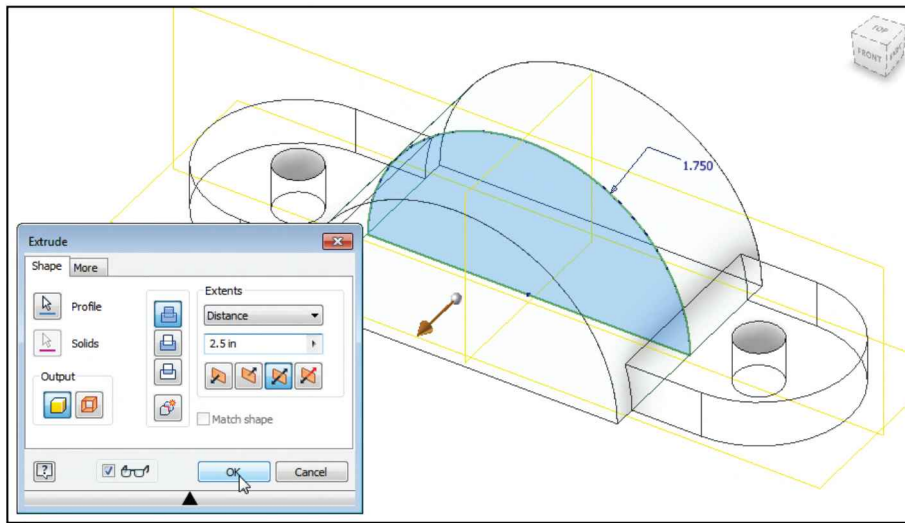 TOP
FRONT
1.750
Extrude
Shape
More
Profile
Solids
Output
Extents
Distance
2.5 in
Match shape
?
OK
Cancel